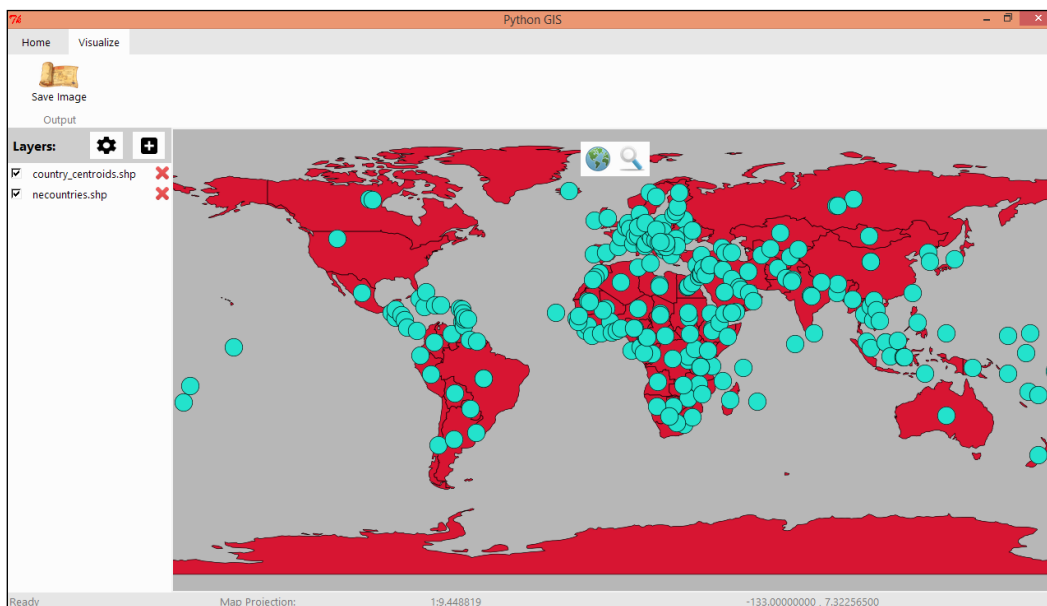 Python GIS
Home Visualize
Save Image
Output
Layers:
country_centroids.shp
necountries.shp
Ready Map Projection: 1:9.448819 -133.00000000 , 7.32256500